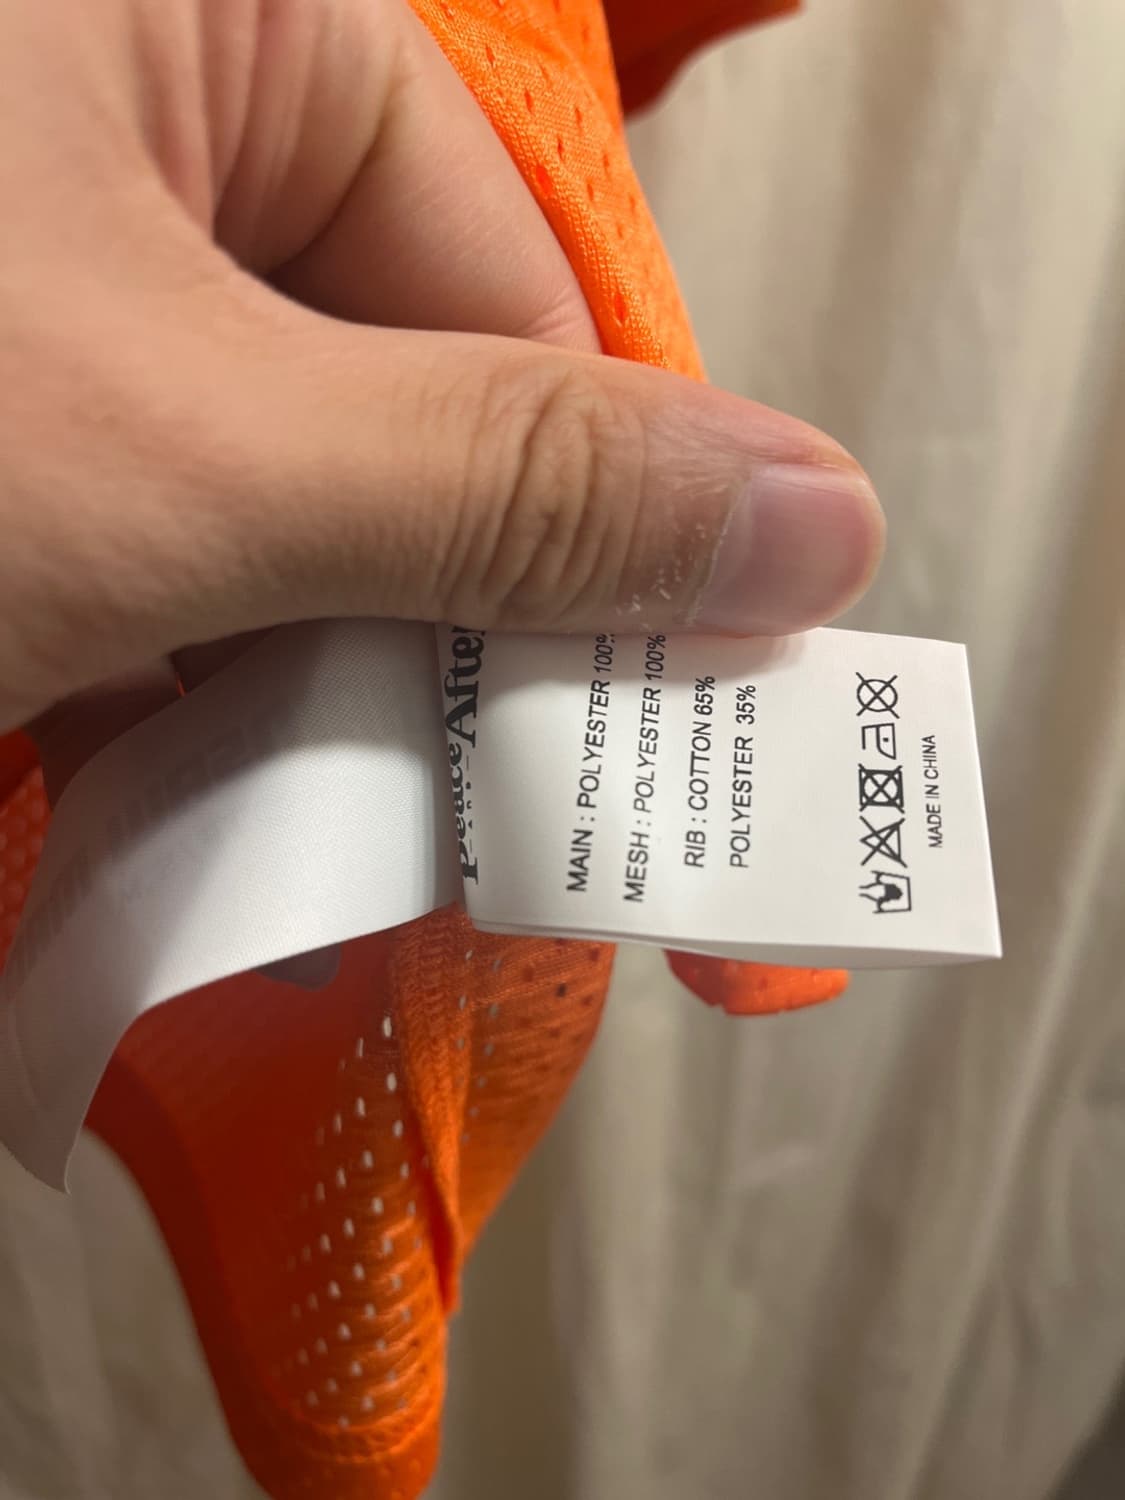 Peace After
MAIN : POLYESTER 100%
MESH : POLYESTER 100%
RIB : COTTON 65%
POLYESTER 35%
MADE IN CHINA